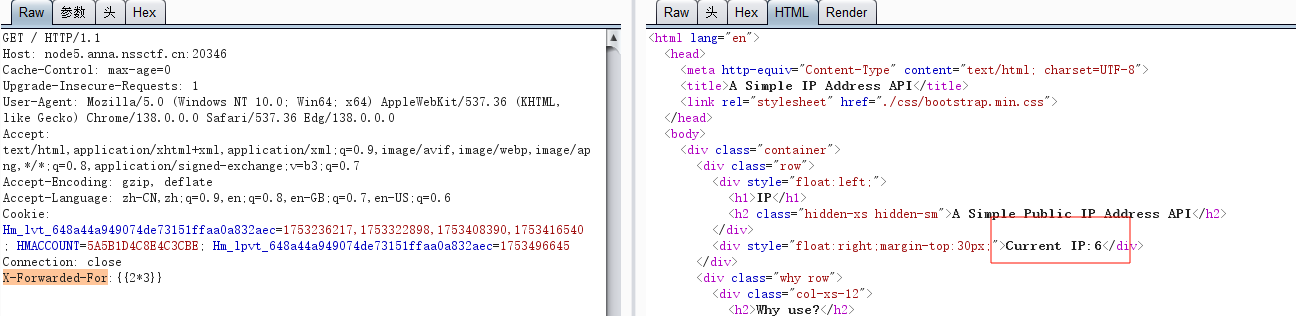 Raw 参数 头 Hex
GET / HTTP/1.1
Host: node5.anna.nssctf.cn:20346
Cache-Control: max-age=0
Upgrade-Insecure-Requests: 1
User-Agent: Mozilla/5.0 (Windows NT 10.0; Win64; x64) AppleWebKit/537.36 (KHTML,
like Gecko) Chrome/138.0.0.0 Safari/537.36 Edg/138.0.0.0
Accept:
text/html,application/xhtml+xml,application/xml;q=0.9,image/avif,image/webp,image/ap
ng,*/*;q=0.8,application/signed-exchange;v=b3;q=0.7
Accept-Encoding: gzip, deflate
Accept-Language: zh-CN,zh;q=0.9,en;q=0.8,en-GB;q=0.7,en-US;q=0.6
Cookie:
Hm_lvt_648a44a949074de73151ffaa0a832aec=1753236217,1753322898,1753408390,1753416540
; HMACCOUNT=5A5B1D4C8E4C3CBE; Hm_lpvt_648a44a949074de73151ffaa0a832aec=1753496645
Connection: close
X-Forwarded-For:{{2*3}}
Raw 头 Hex HTML Render
<html lang="en">
<head>
<meta http-equiv="Content-Type" content="text/html; charset=UTF-8">
<title>A Simple IP Address API</title>
<link rel="stylesheet" href="./css/bootstrap.min.css">
</head>
<body>
<div class="container">
<div class="row">
<div style="float:left;">
<h1>IP</h1>
<h2 class="hidden-xs hidden-sm">A Simple Public IP Address API</h2>
</div>
<div style="float:right;margin-top:30px;">Current IP:6</div>
</div>
<div class="why row">
<div class="col-xs-12">
<h2>Why use?</h2>